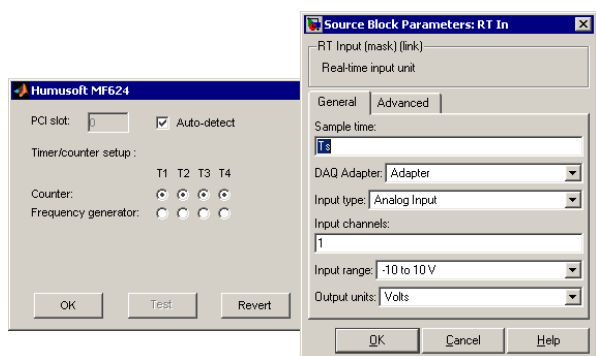 Humusoft MF624
PCI slot: 0 Auto-detect
Timer/counter setup :
T1 T2 T3 T4
Counter:
Frequency generator:
OK Test Revert
Source Block Parameters: RT In
RT Input (mask) (link)
Real-time input unit
General Advanced
Sample time:
Ts
DAQ Adapter: Adapter
Input type: Analog Input
Input channels:
1
Input range: -10 to 10 V
Output units: Volts
OK Cancel Help